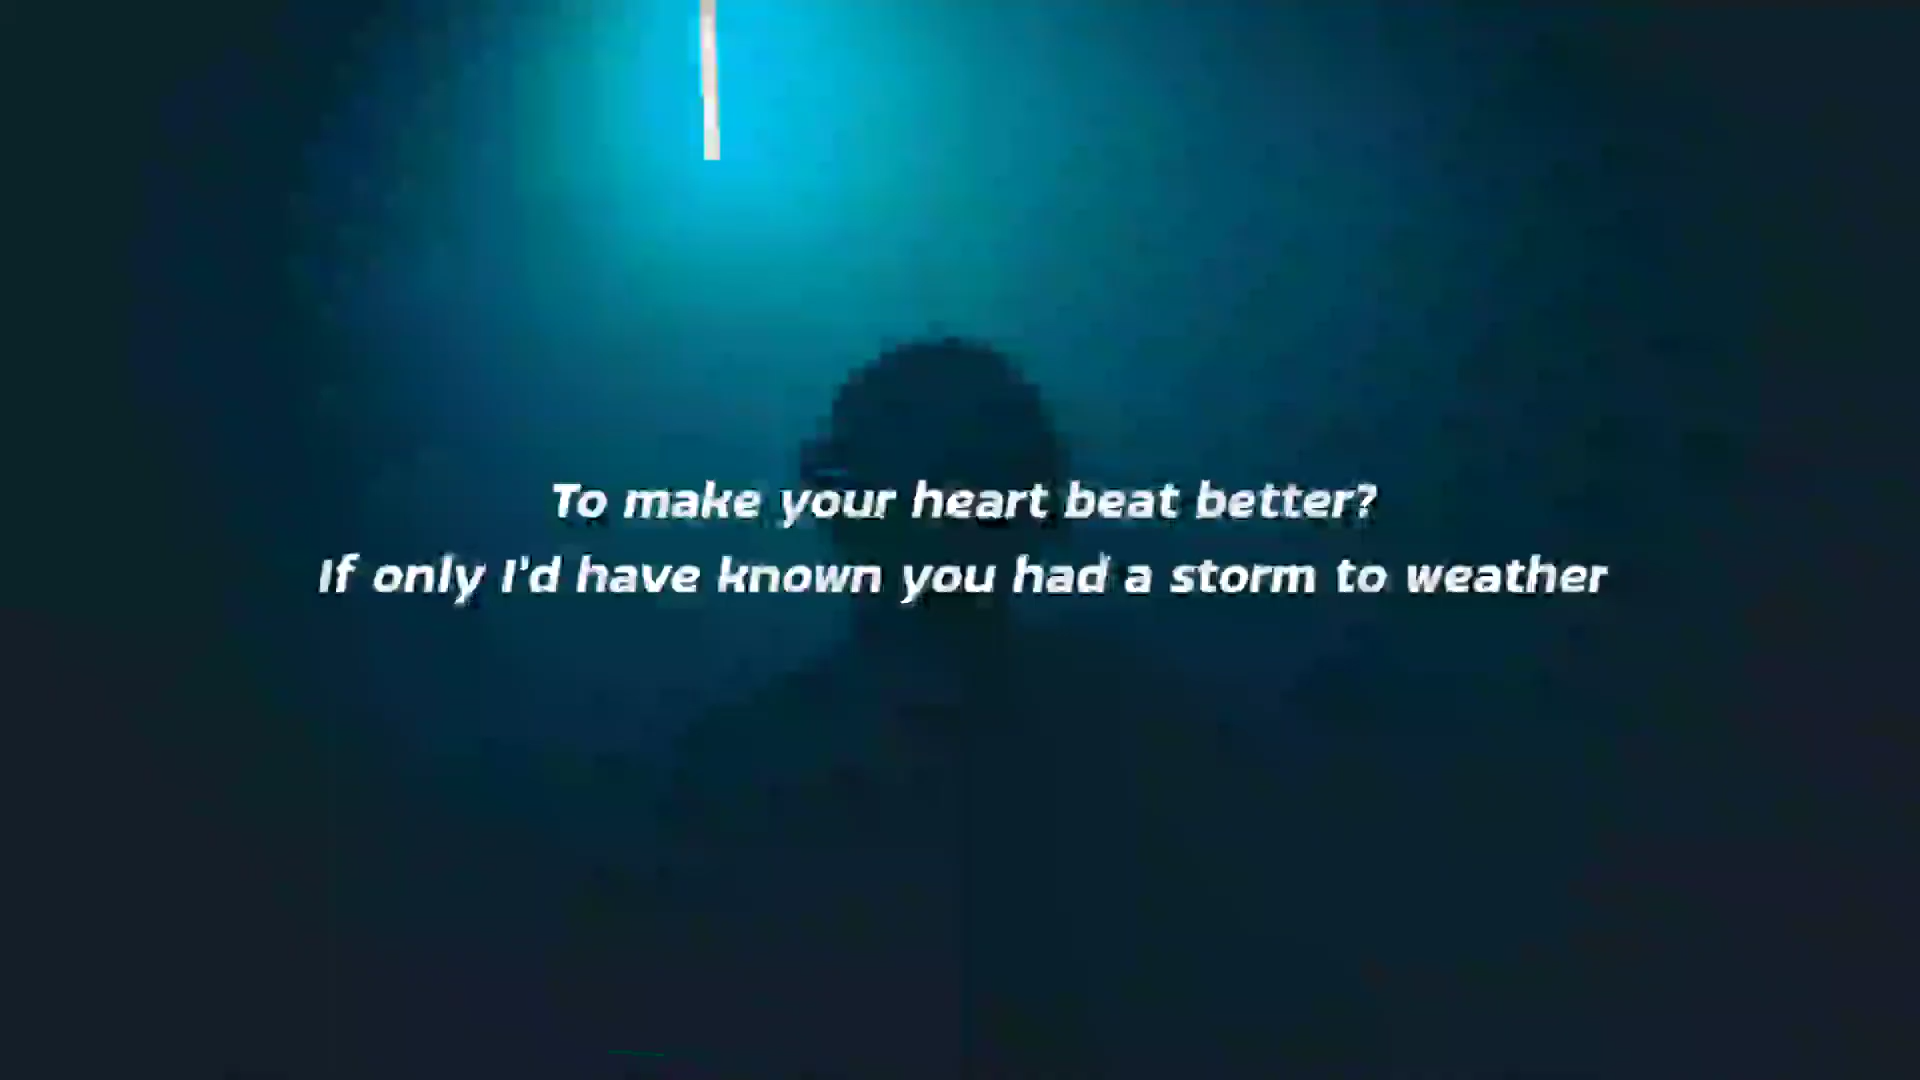 To make your heart beat better?
If only I'd have known you had a storm to weather